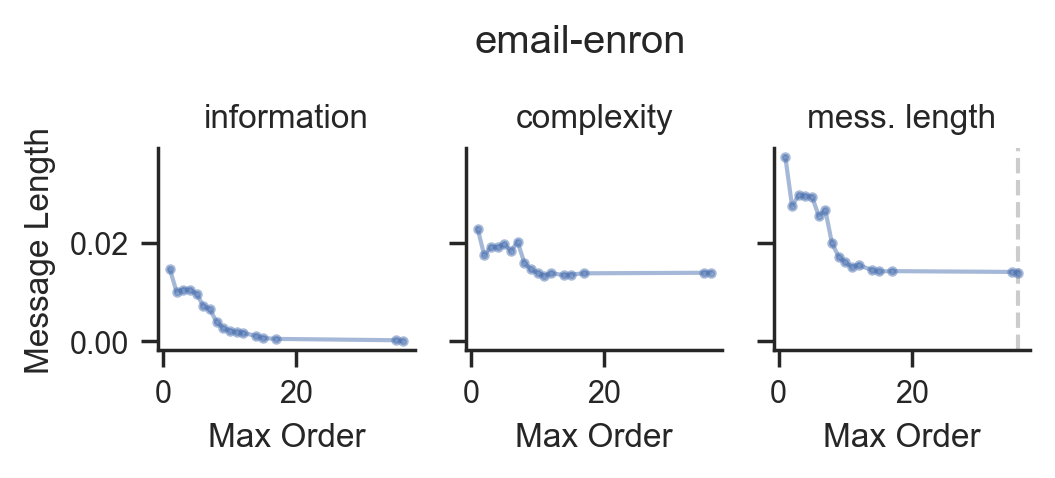 email-enron
information
complexity
mess. length
Message Length
0.02
0.00
0
20
0
20
0
20
Max Order
Max Order
Max Order